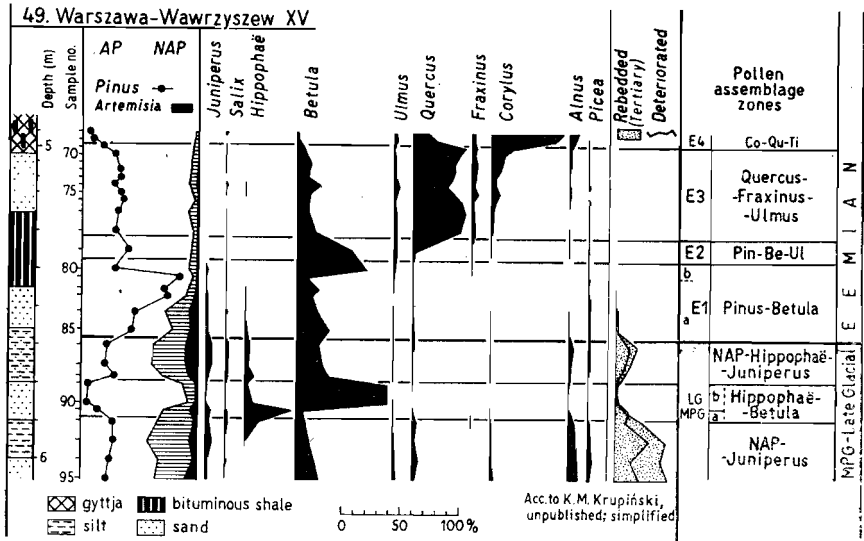 49. Warszawa-Wawrzyszew XV
Depth (m)
Sample no.
AP NAP
Pinus
Artemisia
Juniperus
Salix
Hippophaë
Betula
Ulmus
Quercus
Fraxinus
Corylus
Alnus
Picea
Rebedded
(Tertiary)
Deteriorated
Pollen
assemblage
zones
5
70
75
80
85
90
6
95
E4 Co-Qu-Ti
E3
Quercus-
-Fraxinus-
-Ulmus
E2 Pin-Be-Ul
b
E1
a
Pinus-Betula
NAP-Hippophaë-
-Juniperus
LG
MPG
b
a
Hippophaë-
-Betula
NAP-
-Juniperus
EEMIAN
MPG-Late Glacial
gyttja
bituminous shale
silt
sand
0 50 100 %
Acc. to K.M. Krupiński,
unpublished; simplified